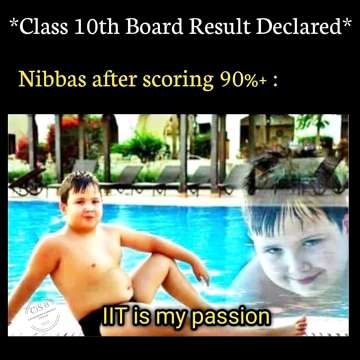 *Class 10th Board Result Declared*
Nibbas after scoring 90%+ :
IIT is my passion